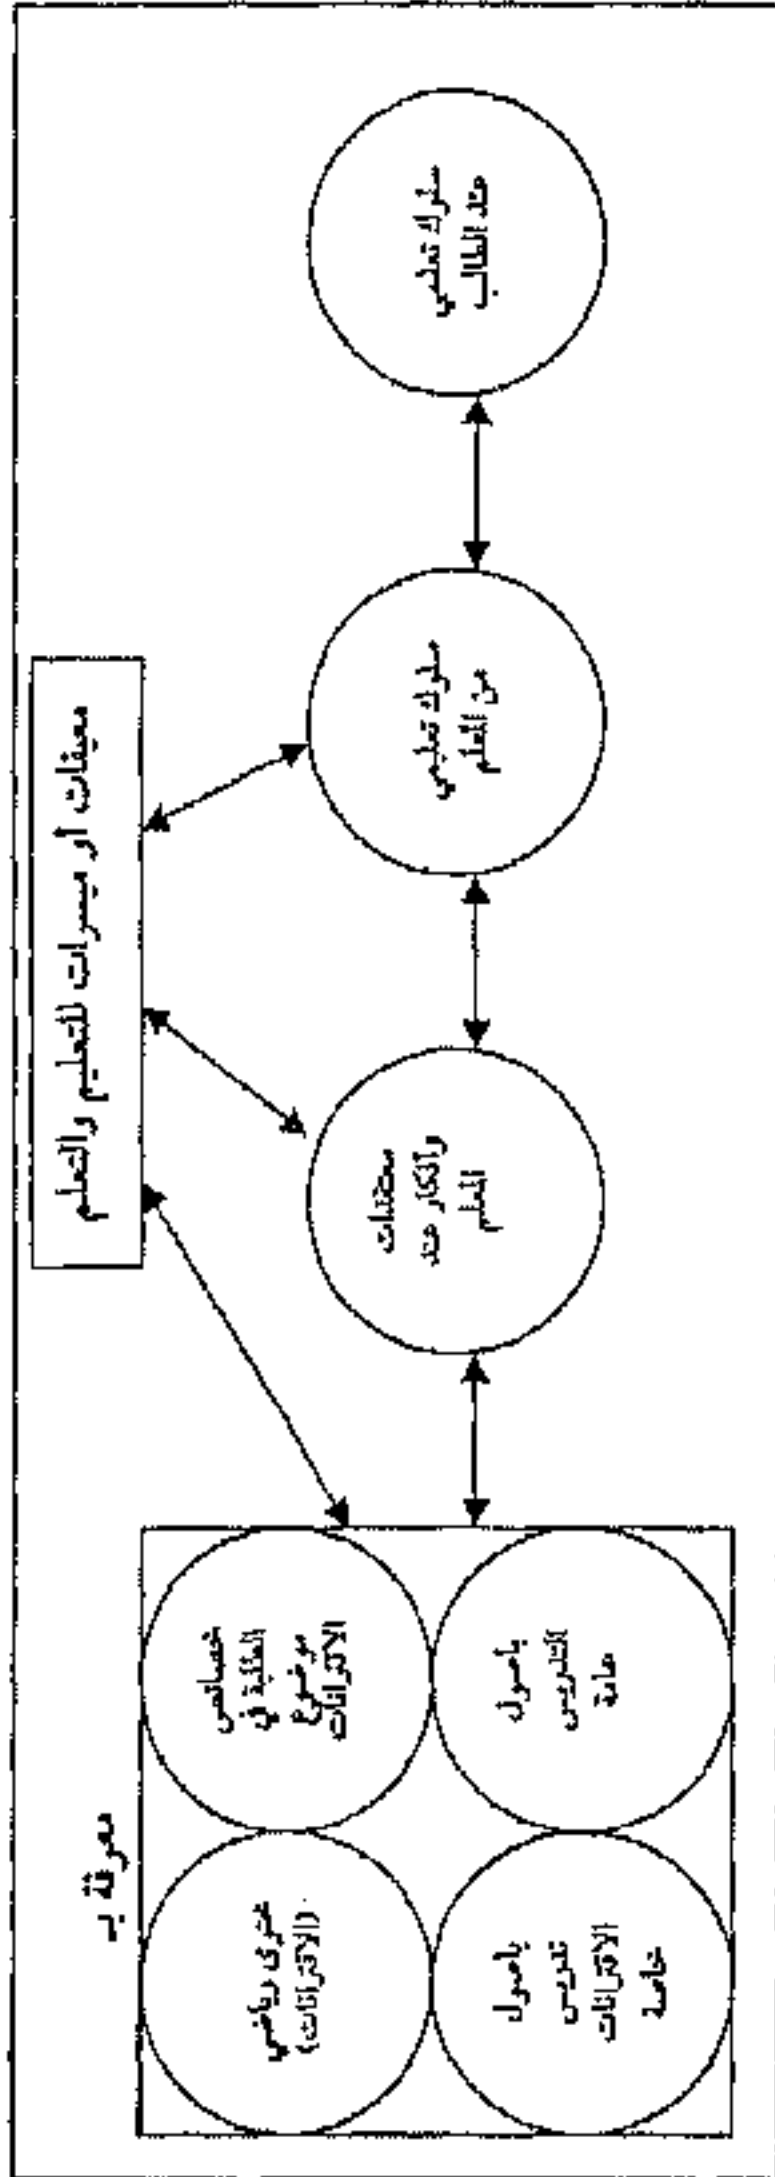 معيقات أو ميسرات للتعليم والتعلم
معرفة بـ
محتوى رياضي
(الاقترانات)
خصائص
الطلبة في
موضوع
الاقترانات
بأصول
تدريس
الاقترانات
خاصة
بأصول
التدريس
عامة
معتقدات
وأفكار عند
المعلم
سلوك تعليمي
من المعلم
سلوك تعلمي
عند الطالب